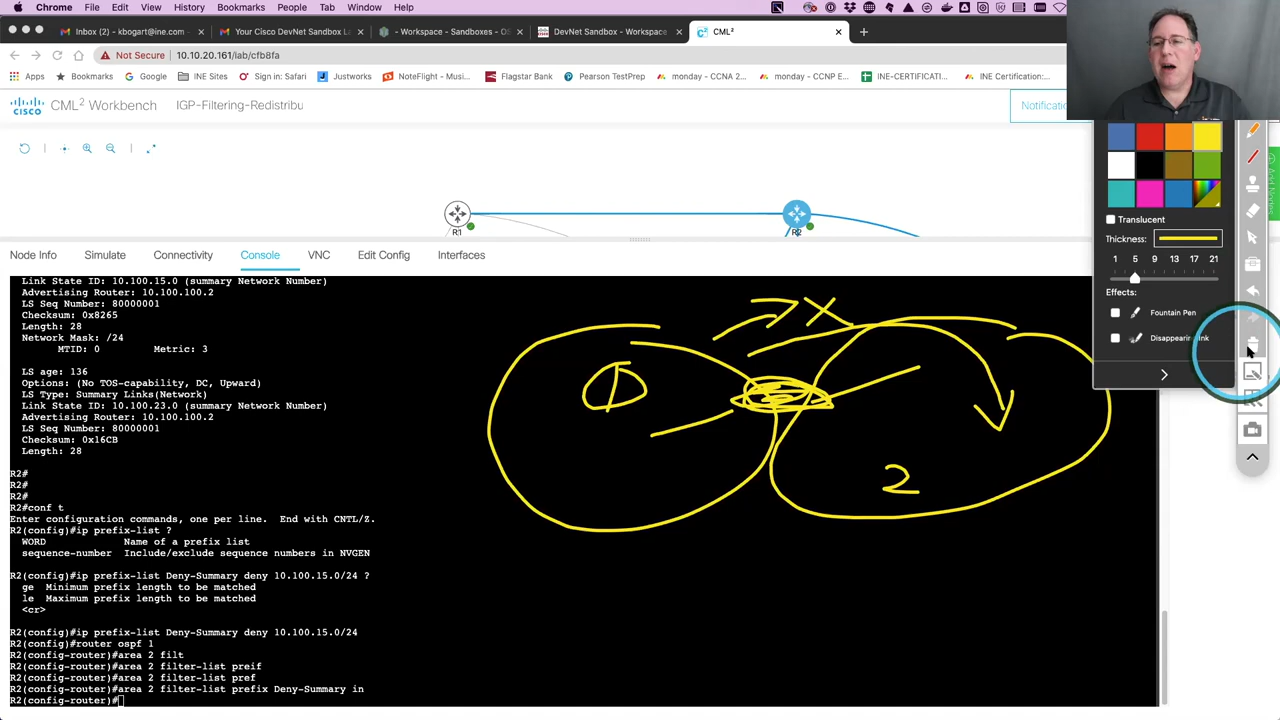 Chrome File Edit View History Bookmarks People Tab Window Help
Inbox (2) - kbogart@ine.com -
Your Cisco DevNet Sandbox L
- Workspace - Sandboxes - OS
DevNet Sandbox - Workspace
CML²
Not Secure 10.10.20.161/lab/cfb8fa
Apps Bookmarks Google INE Sites Sign in: Safari Justworks NoteFlight - Musi... Flagstar Bank Pearson TestPrep monday - CCNA 2... monday - CCNP E... INE-CERTIFICATI... INE Certification:...
CISCO CML² Workbench IGP-Filtering-Redistribu
Notification
Add Nodes
R1
R2
Node Info Simulate Connectivity Console VNC Edit Config Interfaces
Link State ID: 10.100.15.0 (summary Network Number)
Advertising Router: 10.100.100.2
LS Seq Number: 80000001
Checksum: 0x8265
Length: 28
Network Mask: /24
MTID: 0 Metric: 3
LS age: 136
Options: (No TOS-capability, DC, Upward)
LS Type: Summary Links(Network)
Link State ID: 10.100.23.0 (summary Network Number)
Advertising Router: 10.100.100.2
LS Seq Number: 80000001
Checksum: 0x16CB
Length: 28
R2#
R2#
R2#
R2#conf t
Enter configuration commands, one per line. End with CNTL/Z.
R2(config)#ip prefix-list ?
WORD Name of a prefix list
sequence-number Include/exclude sequence numbers in NVGEN
R2(config)#ip prefix-list Deny-Summary deny 10.100.15.0/24 ?
ge Minimum prefix length to be matched
le Maximum prefix length to be matched
<cr>
R2(config)#ip prefix-list Deny-Summary deny 10.100.15.0/24
R2(config)#router ospf 1
R2(config-router)#area 2 filt
R2(config-router)#area 2 filter-list preif
R2(config-router)#area 2 filter-list pref
R2(config-router)#area 2 filter-list prefix Deny-Summary in
R2(config-router)#
X
2
Translucent
Thickness:
1 5 9 13 17 21
Effects:
Fountain Pen
Disappearing Ink